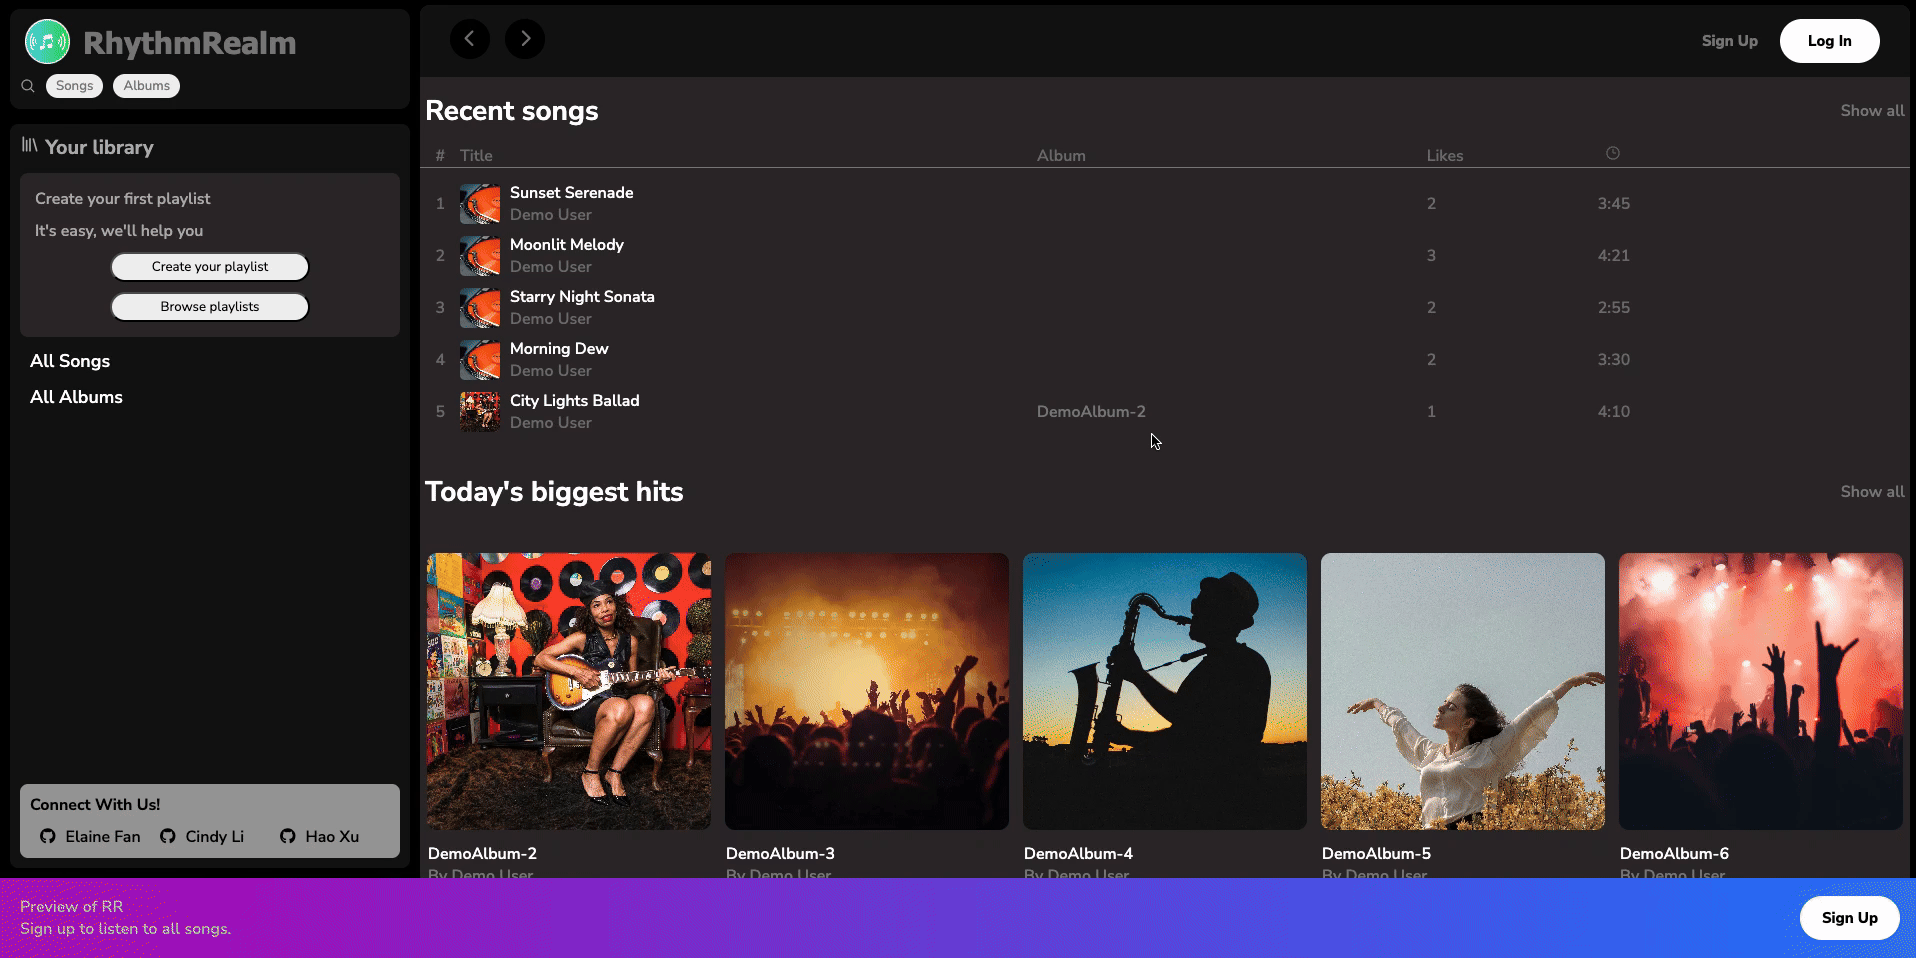 RhythmRealm
Songs
Albums
Your library
Create your first playlist
It's easy, we'll help you
Create your playlist
Browse playlists
All Songs
All Albums
Connect With Us!
Elaine Fan
Cindy Li
Hao Xu
Sign Up
Log In
Recent songs
Show all
# Title Album Likes
1 Sunset Serenade 2 3:45
Demo User
2 Moonlit Melody 3 4:21
Demo User
3 Starry Night Sonata 2 2:55
Demo User
4 Morning Dew 2 3:30
Demo User
5 City Lights Ballad DemoAlbum-2 1 4:10
Demo User
Today's biggest hits
Show all
DemoAlbum-2
By Demo User
DemoAlbum-3
By Demo User
DemoAlbum-4
By Demo User
DemoAlbum-5
By Demo User
DemoAlbum-6
By Demo User
Preview of RR
Sign up to listen to all songs.
Sign Up